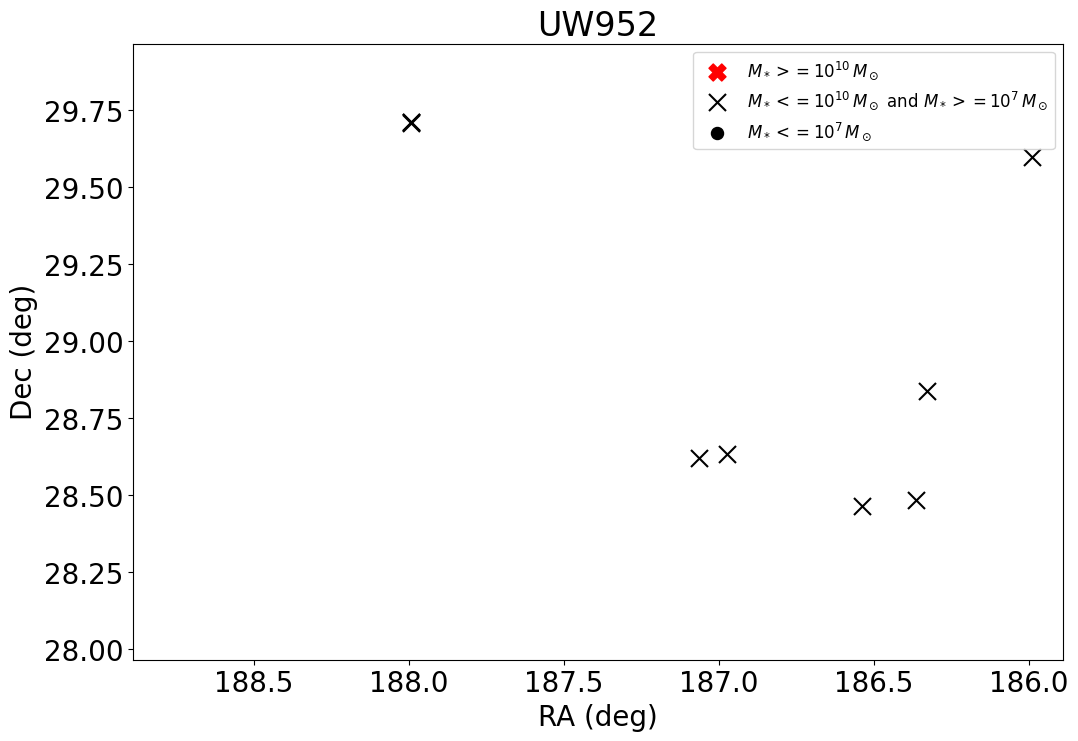 UW952
M* >= 10^10 M⊙
M* <= 10^10 M⊙ and M* >= 10^7 M⊙
M* <= 10^7 M⊙
29.75
29.50
29.25
29.00
28.75
28.50
28.25
28.00
Dec (deg)
188.5 188.0 187.5 187.0 186.5 186.0
RA (deg)